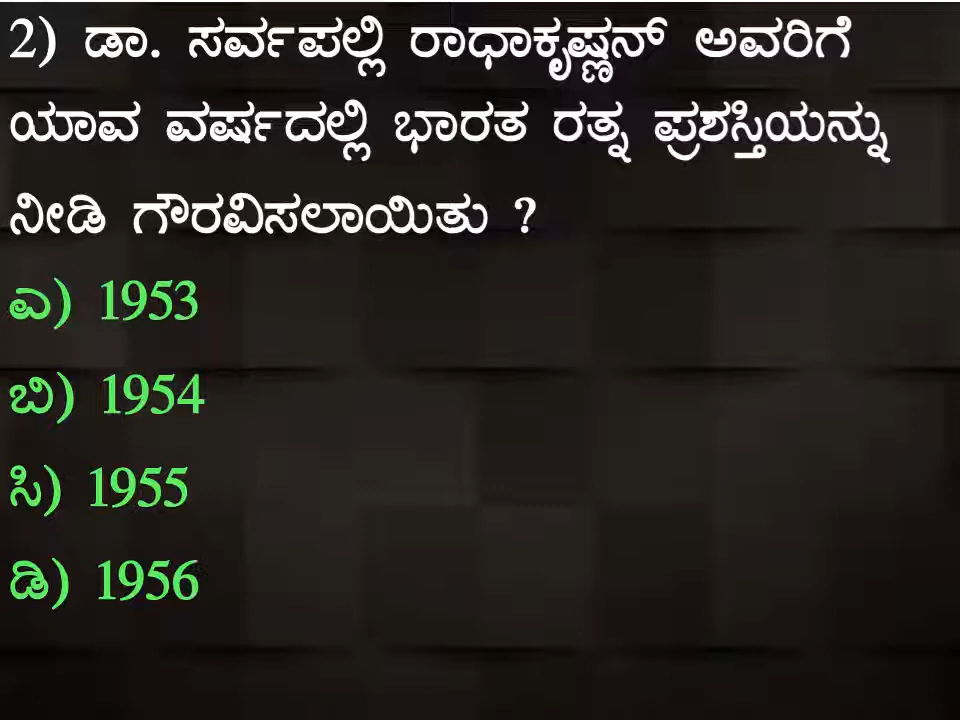 2) ಡಾ. ಸರ್ವಪಲ್ಲಿ ರಾಧಾಕೃಷ್ಣನ್ ಅವರಿಗೆ
ಯಾವ ವರ್ಷದಲ್ಲಿ ಭಾರತ ರತ್ನ ಪ್ರಶಸ್ತಿಯನ್ನು
ನೀಡಿ ಗೌರವಿಸಲಾಯಿತು ?
ಎ) 1953
ಬಿ) 1954
ಸಿ) 1955
ಡಿ) 1956